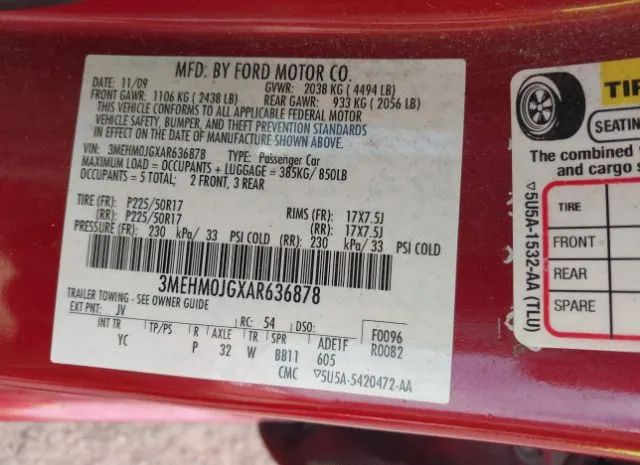 MFD. BY FORD MOTOR CO.
DATE: 11/09 GVWR: 2038 KG ( 4494 LB)
FRONT GAWR: 1106 KG ( 2438 LB) REAR GAWR: 933 KG ( 2056 LB)
THIS VEHICLE CONFORMS TO ALL APPLICABLE FEDERAL MOTOR
VEHICLE SAFETY, BUMPER, AND THEFT PREVENTION STANDARDS
IN EFFECT ON THE DATE OF MANUFACTURE SHOWN ABOVE.
VIN: 3MEHM0JGXAR636878 TYPE: Passenger Car
MAXIMUM LOAD = OCCUPANTS + LUGGAGE = 385KG/ 850LB
OCCUPANTS = 5 TOTAL; 2 FRONT, 3 REAR
TIRE (FR): P225/50R17 RIMS (FR): 17X7.5J
(RR): P225/50R17 (RR): 17X7.5J
PRESSURE (FR): 230 kPa/ 33 PSI COLD (RR): 230 kPa/ 33 PSI COLD
3MEHM0JGXAR636878
TRAILER TOWING - SEE OWNER GUIDE
EXT PNT: JV RC: 54 DSO: F0096
INT TR TP/PS R AXLE TR SPR ADETF R0082
YC P 32 W BB11 605
CMC ▽5U5A-5420472-AA
TIR
SEATIN
The combined
and cargo s
TIRE
FRONT
REAR
SPARE
▽5U5A-1532-AA (TLU)